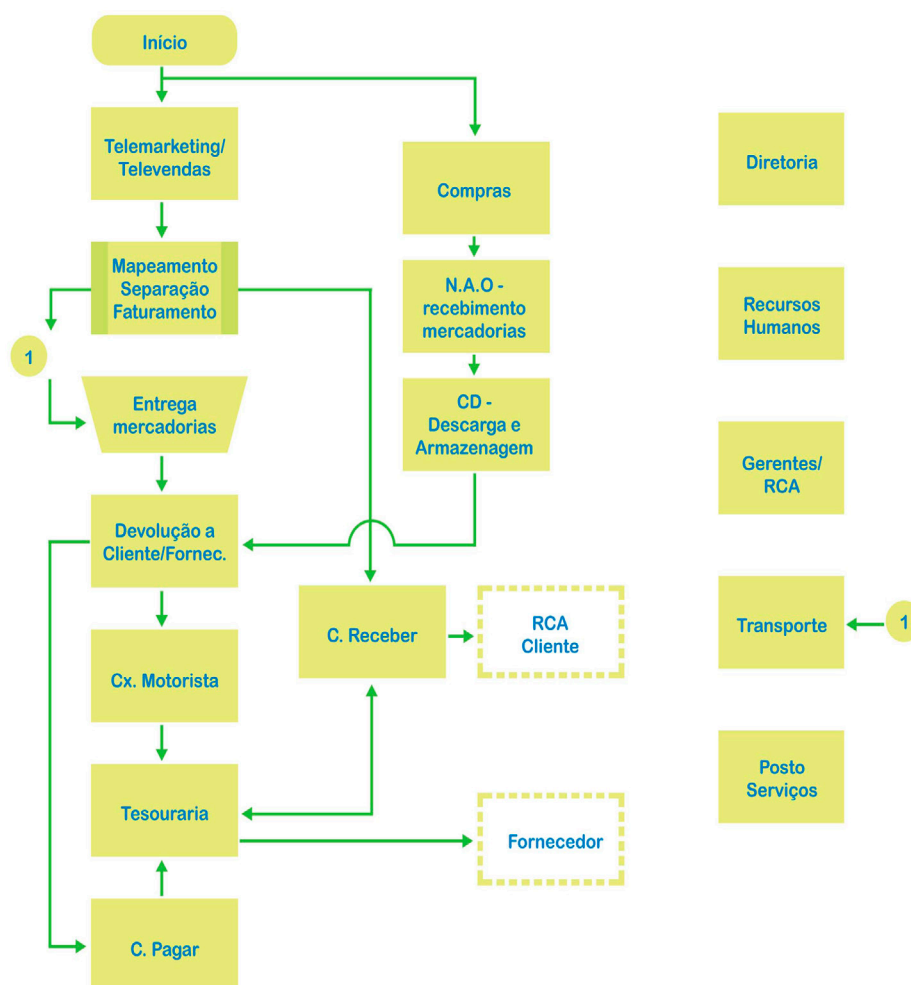 Início
Telemarketing/
Televendas
Mapeamento
Separação
Faturamento
1
Entrega
mercadorias
Devolução a
Cliente/Fornec.
Cx. Motorista
Tesouraria
C. Pagar
Compras
N.A.O -
recebimento
mercadorias
CD -
Descarga e
Armazenagem
C. Receber
RCA
Cliente
Fornecedor
Diretoria
Recursos
Humanos
Gerentes/
RCA
Transporte
1
Posto
Serviços